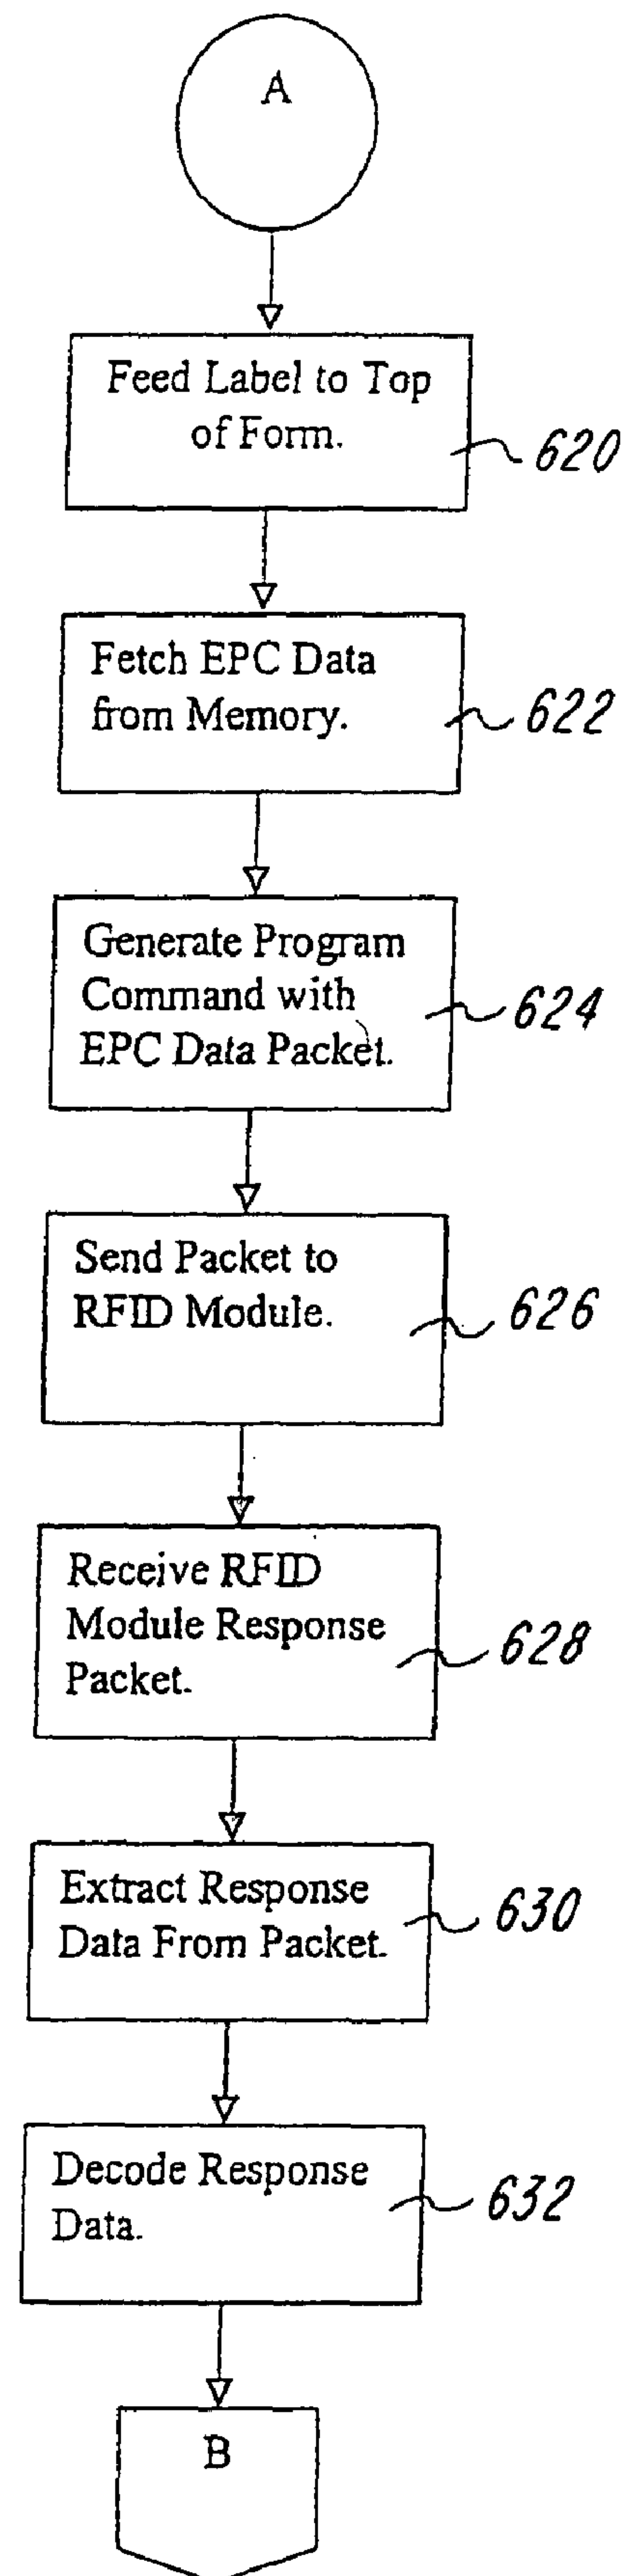 A
Feed Label to Top
of Form.
620
Fetch EPC Data
from Memory.
622
Generate Program
Command with
EPC Data Packet.
624
Send Packet to
RFID Module.
626
Receive RFID
Module Response
Packet.
628
Extract Response
Data From Packet.
630
Decode Response
Data.
632
B